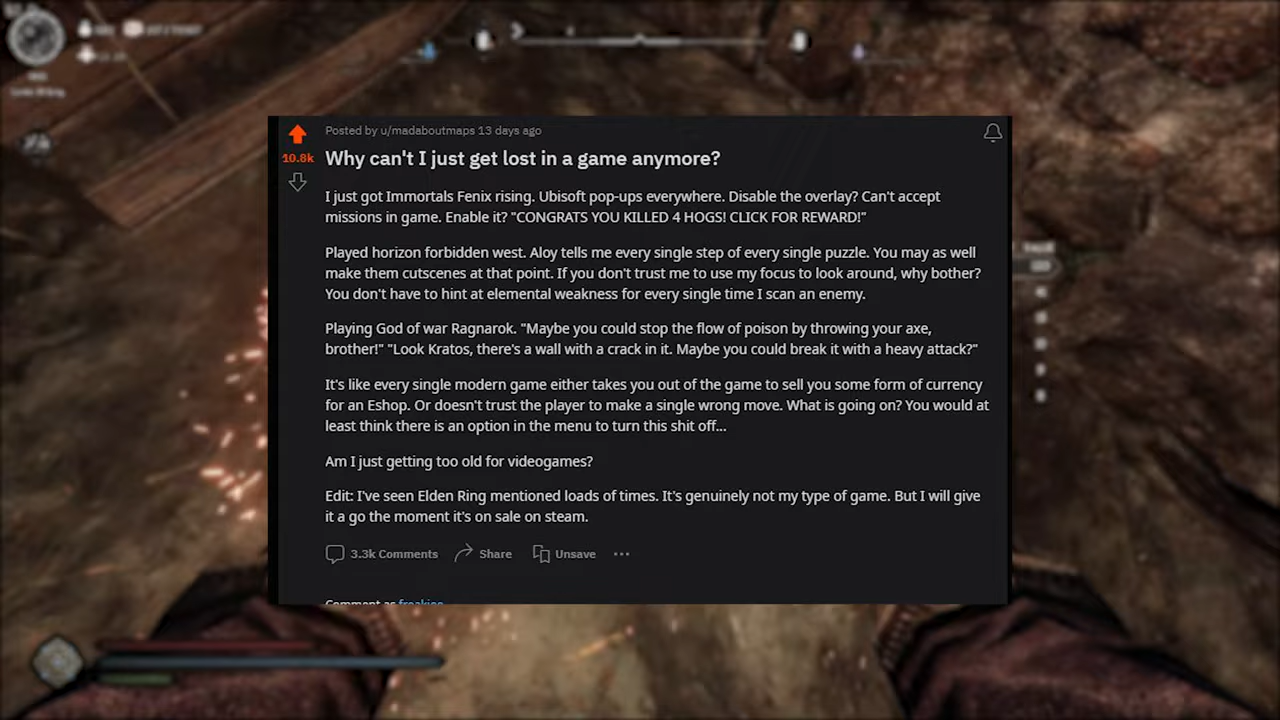 Posted by u/madaboutmaps 13 days ago
10.8k
Why can't I just get lost in a game anymore?
I just got Immortals Fenix rising. Ubisoft pop-ups everywhere. Disable the overlay? Can't accept
missions in game. Enable it? "CONGRATS YOU KILLED 4 HOGS! CLICK FOR REWARD!"
Played horizon forbidden west. Aloy tells me every single step of every single puzzle. You may as well
make them cutscenes at that point. If you don't trust me to use my focus to look around, why bother?
You don't have to hint at elemental weakness for every single time I scan an enemy.
Playing God of war Ragnarok. "Maybe you could stop the flow of poison by throwing your axe,
brother!" "Look Kratos, there's a wall with a crack in it. Maybe you could break it with a heavy attack?"
It's like every single modern game either takes you out of the game to sell you some form of currency
for an Eshop. Or doesn't trust the player to make a single wrong move. What is going on? You would at
least think there is an option in the menu to turn this shit off...
Am I just getting too old for videogames?
Edit: I've seen Elden Ring mentioned loads of times. It's genuinely not my type of game. But I will give
it a go the moment it's on sale on steam.
3.3k Comments Share Unsave
Comment as